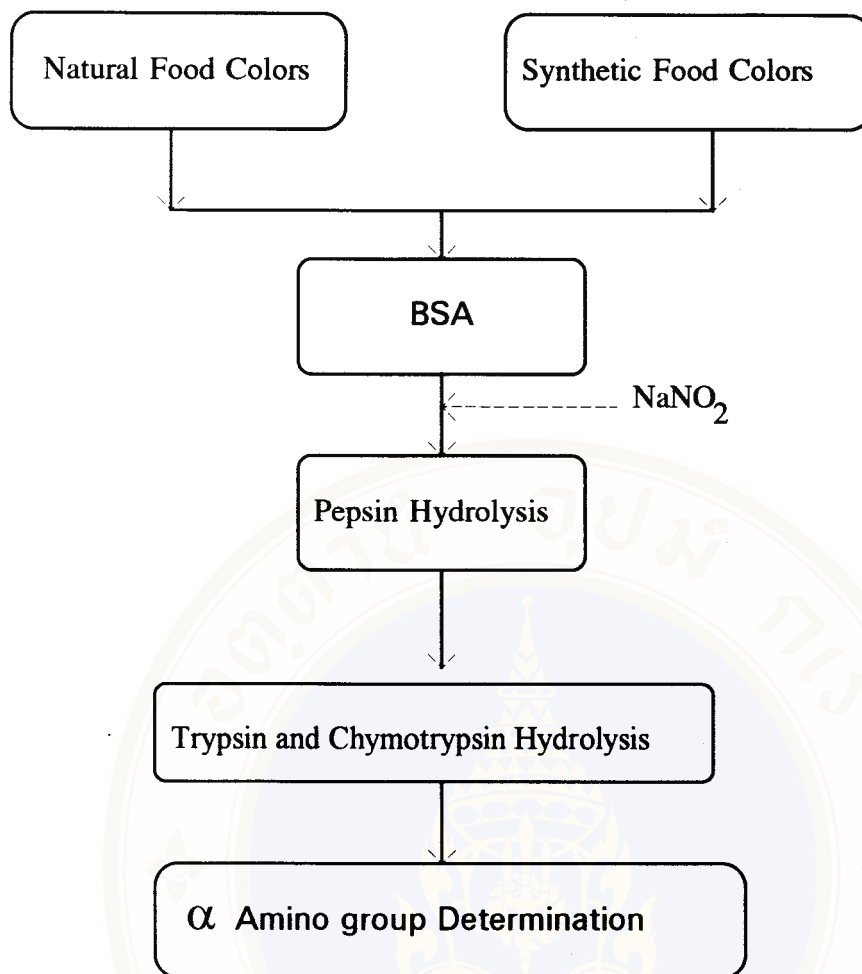 Natural Food Colors
Synthetic Food Colors
BSA
NaNO₂
Pepsin Hydrolysis
Trypsin and Chymotrypsin Hydrolysis
α Amino group Determination